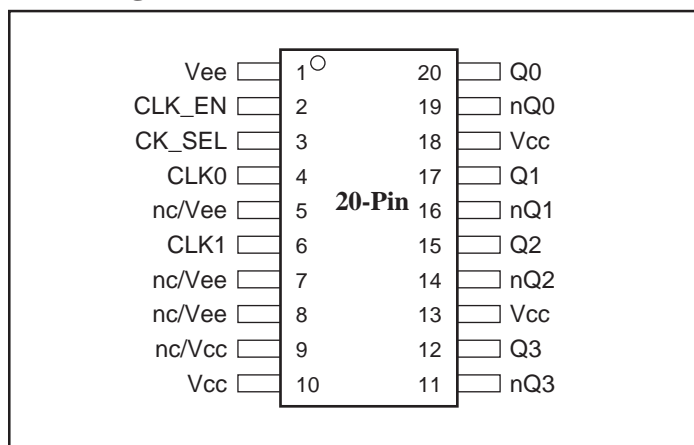 Vee 1 20 Q0
CLK_EN 2 19 nQ0
CK_SEL 3 18 Vcc
CLK0 4 17 Q1
nc/Vee 5 20-Pin 16 nQ1
CLK1 6 15 Q2
nc/Vee 7 14 nQ2
nc/Vee 8 13 Vcc
nc/Vcc 9 12 Q3
Vcc 10 11 nQ3